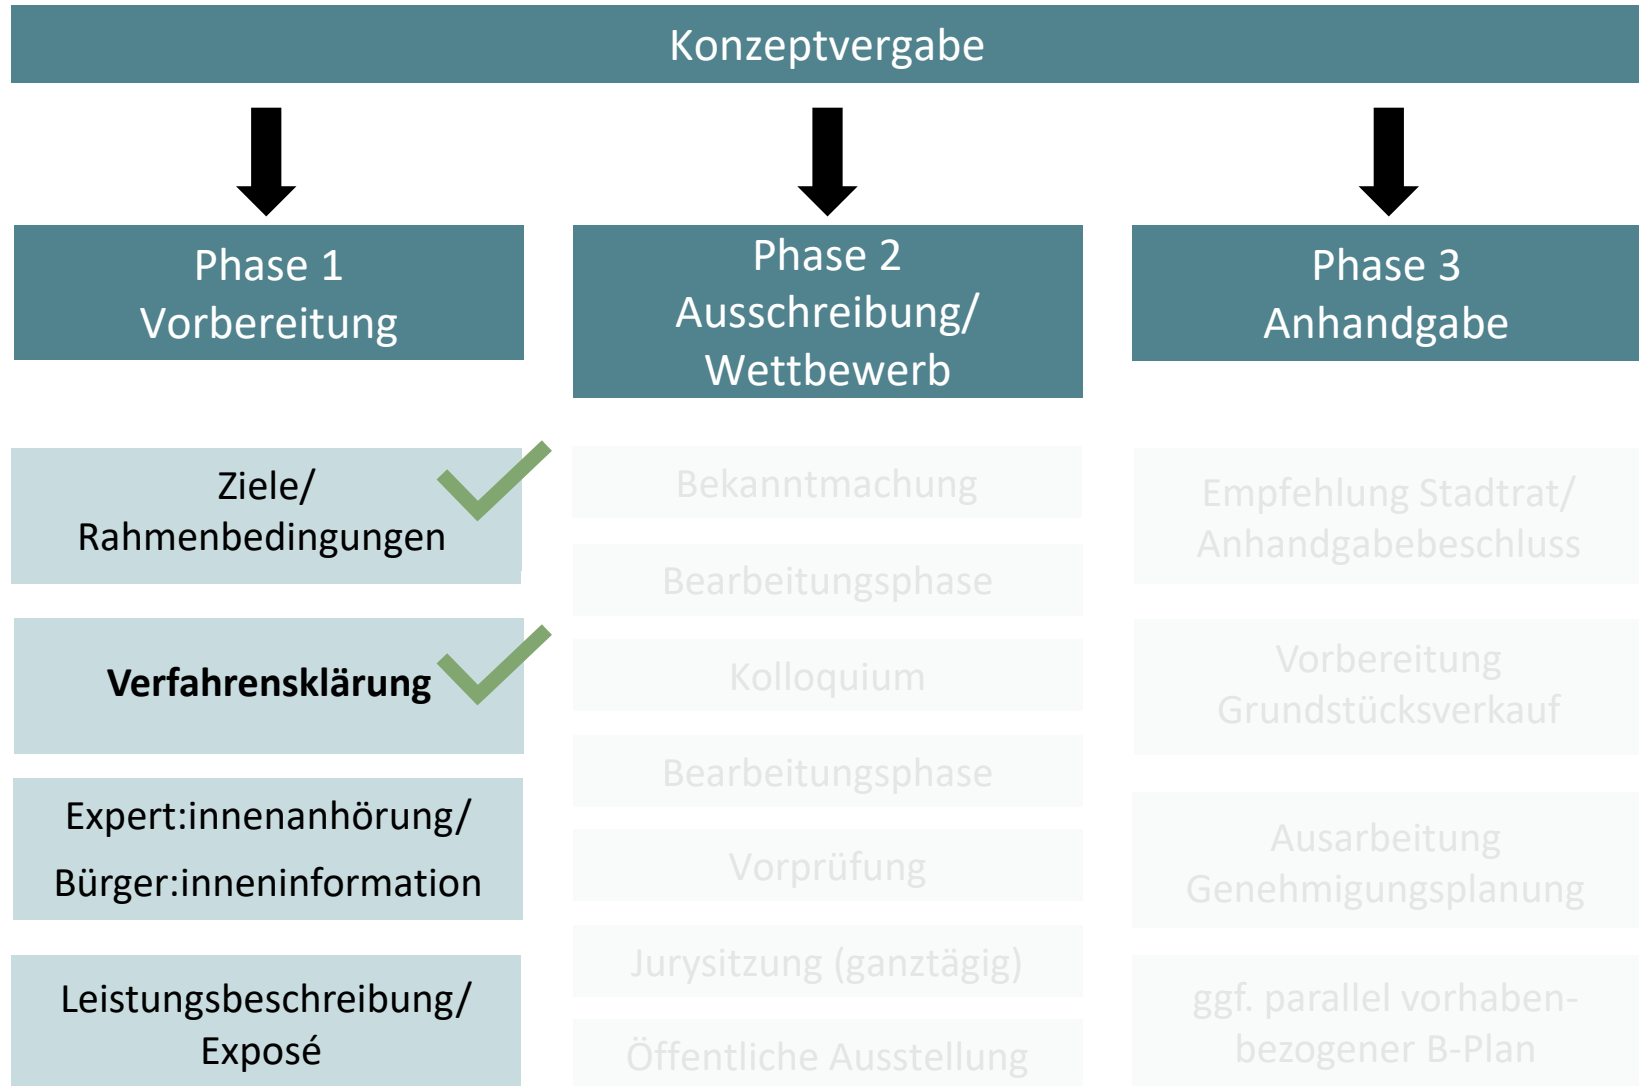 Konzeptvergabe
Phase 1
Vorbereitung
Ziele/
Rahmenbedingungen
Verfahrensklärung
Expert:innenanhörung/
Bürger:inneninformation
Leistungsbeschreibung/
Exposé
Phase 2
Ausschreibung/
Wettbewerb
Bekanntmachung
Bearbeitungsphase
Kolloquium
Bearbeitungsphase
Vorprüfung
Jurysitzung (ganztägig)
Öffentliche Ausstellung
Phase 3
Anhandgabe
Empfehlung Stadtrat/
Anhandgabebeschluss
Vorbereitung
Grundstücksverkauf
Ausarbeitung
Genehmigungsplanung
ggf. parallel vorhaben-
bezogener B-Plan